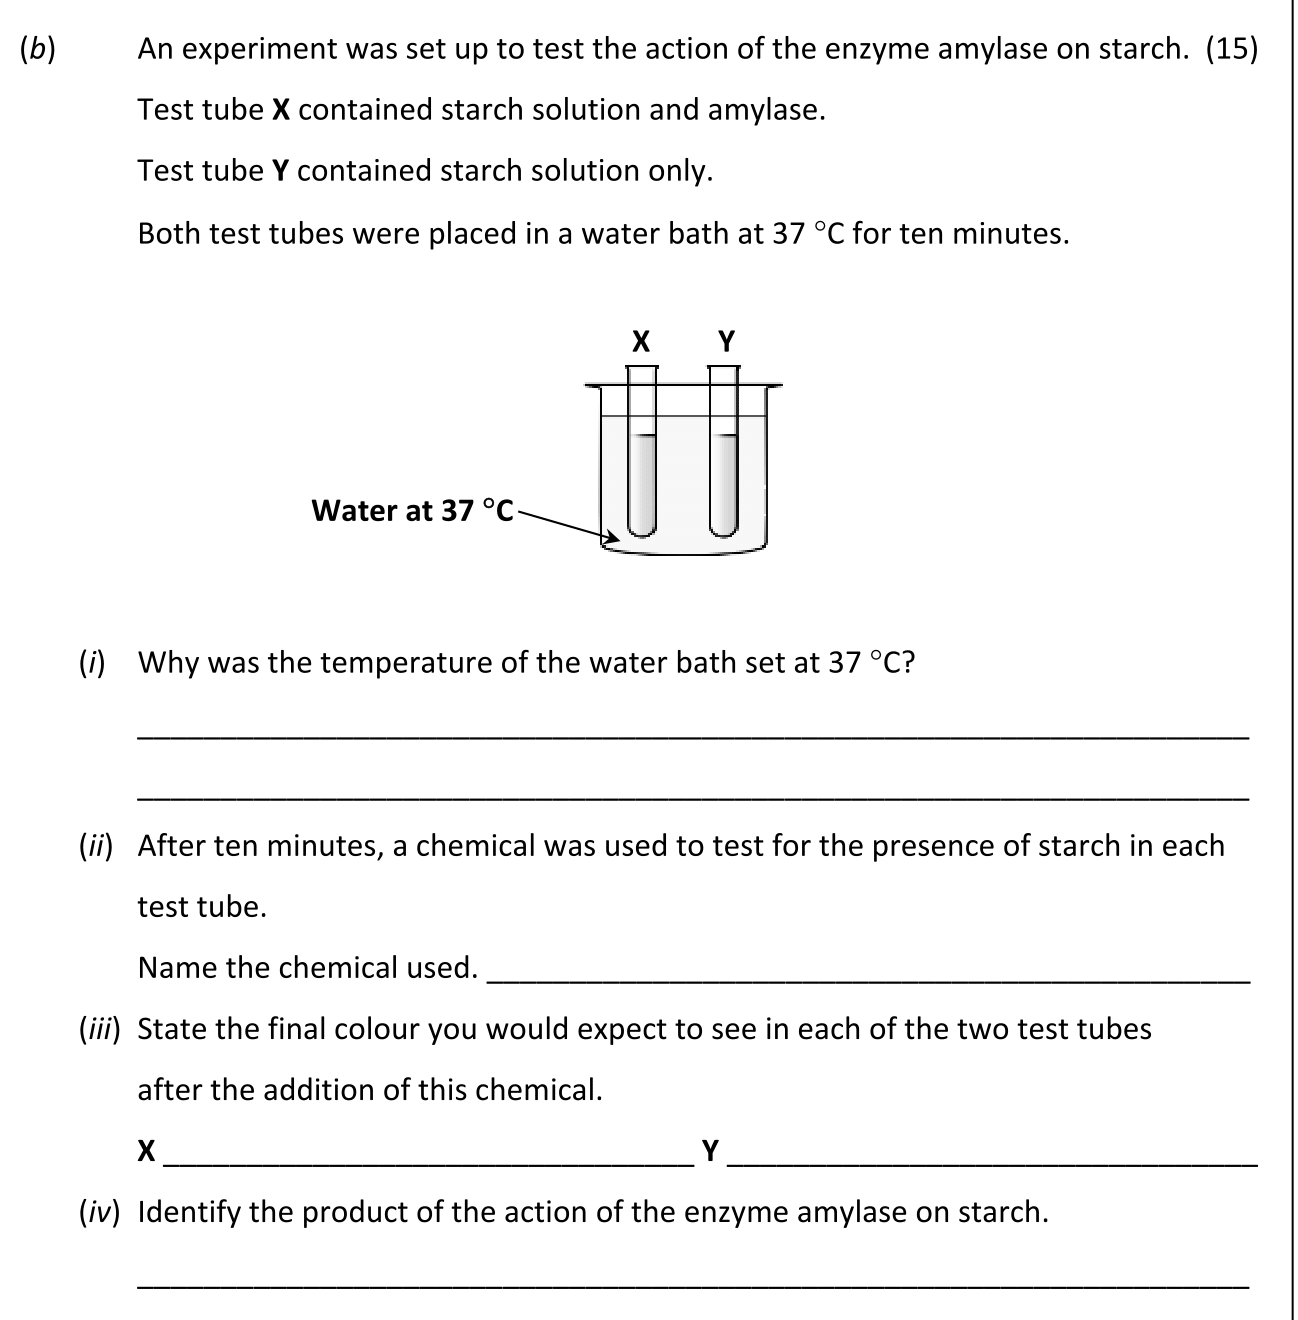 (b) An experiment was set up to test the action of the enzyme amylase on starch. (15)
Test tube X contained starch solution and amylase.
Test tube Y contained starch solution only.
Both test tubes were placed in a water bath at 37 °C for ten minutes.
X Y
Water at 37 °C
(i) Why was the temperature of the water bath set at 37 °C?
(ii) After ten minutes, a chemical was used to test for the presence of starch in each
test tube.
Name the chemical used.
(iii) State the final colour you would expect to see in each of the two test tubes
after the addition of this chemical.
X Y
(iv) Identify the product of the action of the enzyme amylase on starch.